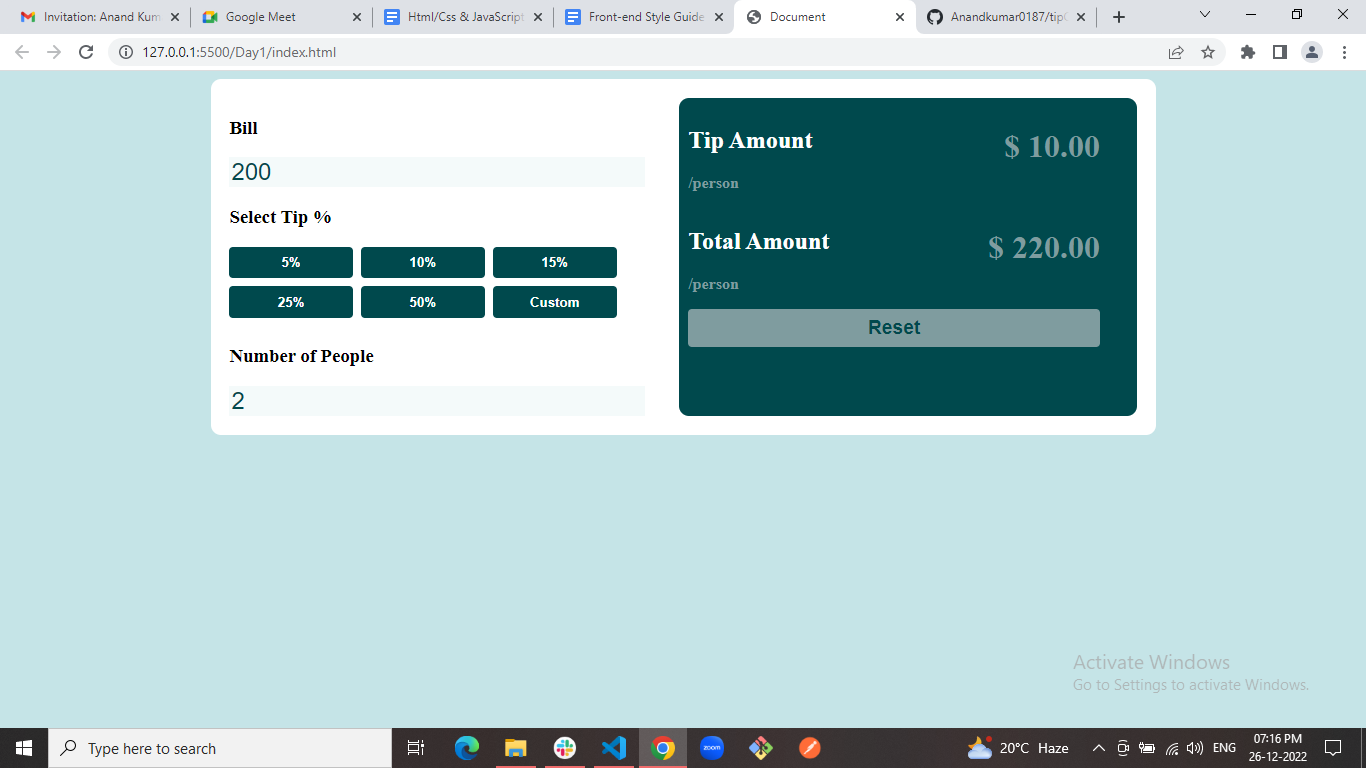 Invitation: Anand Kum
Google Meet
Html/Css & JavaScript
Front-end Style Guide
Document
Anandkumar0187/tipC
127.0.0.1:5500/Day1/index.html
Bill
200
Select Tip %
5% 10% 15%
25% 50% Custom
Number of People
2
Tip Amount $ 10.00
/person
Total Amount $ 220.00
/person
Reset
Activate Windows
Go to Settings to activate Windows.
Type here to search
zoom
20°C Haze
ENG
07:16 PM
26-12-2022